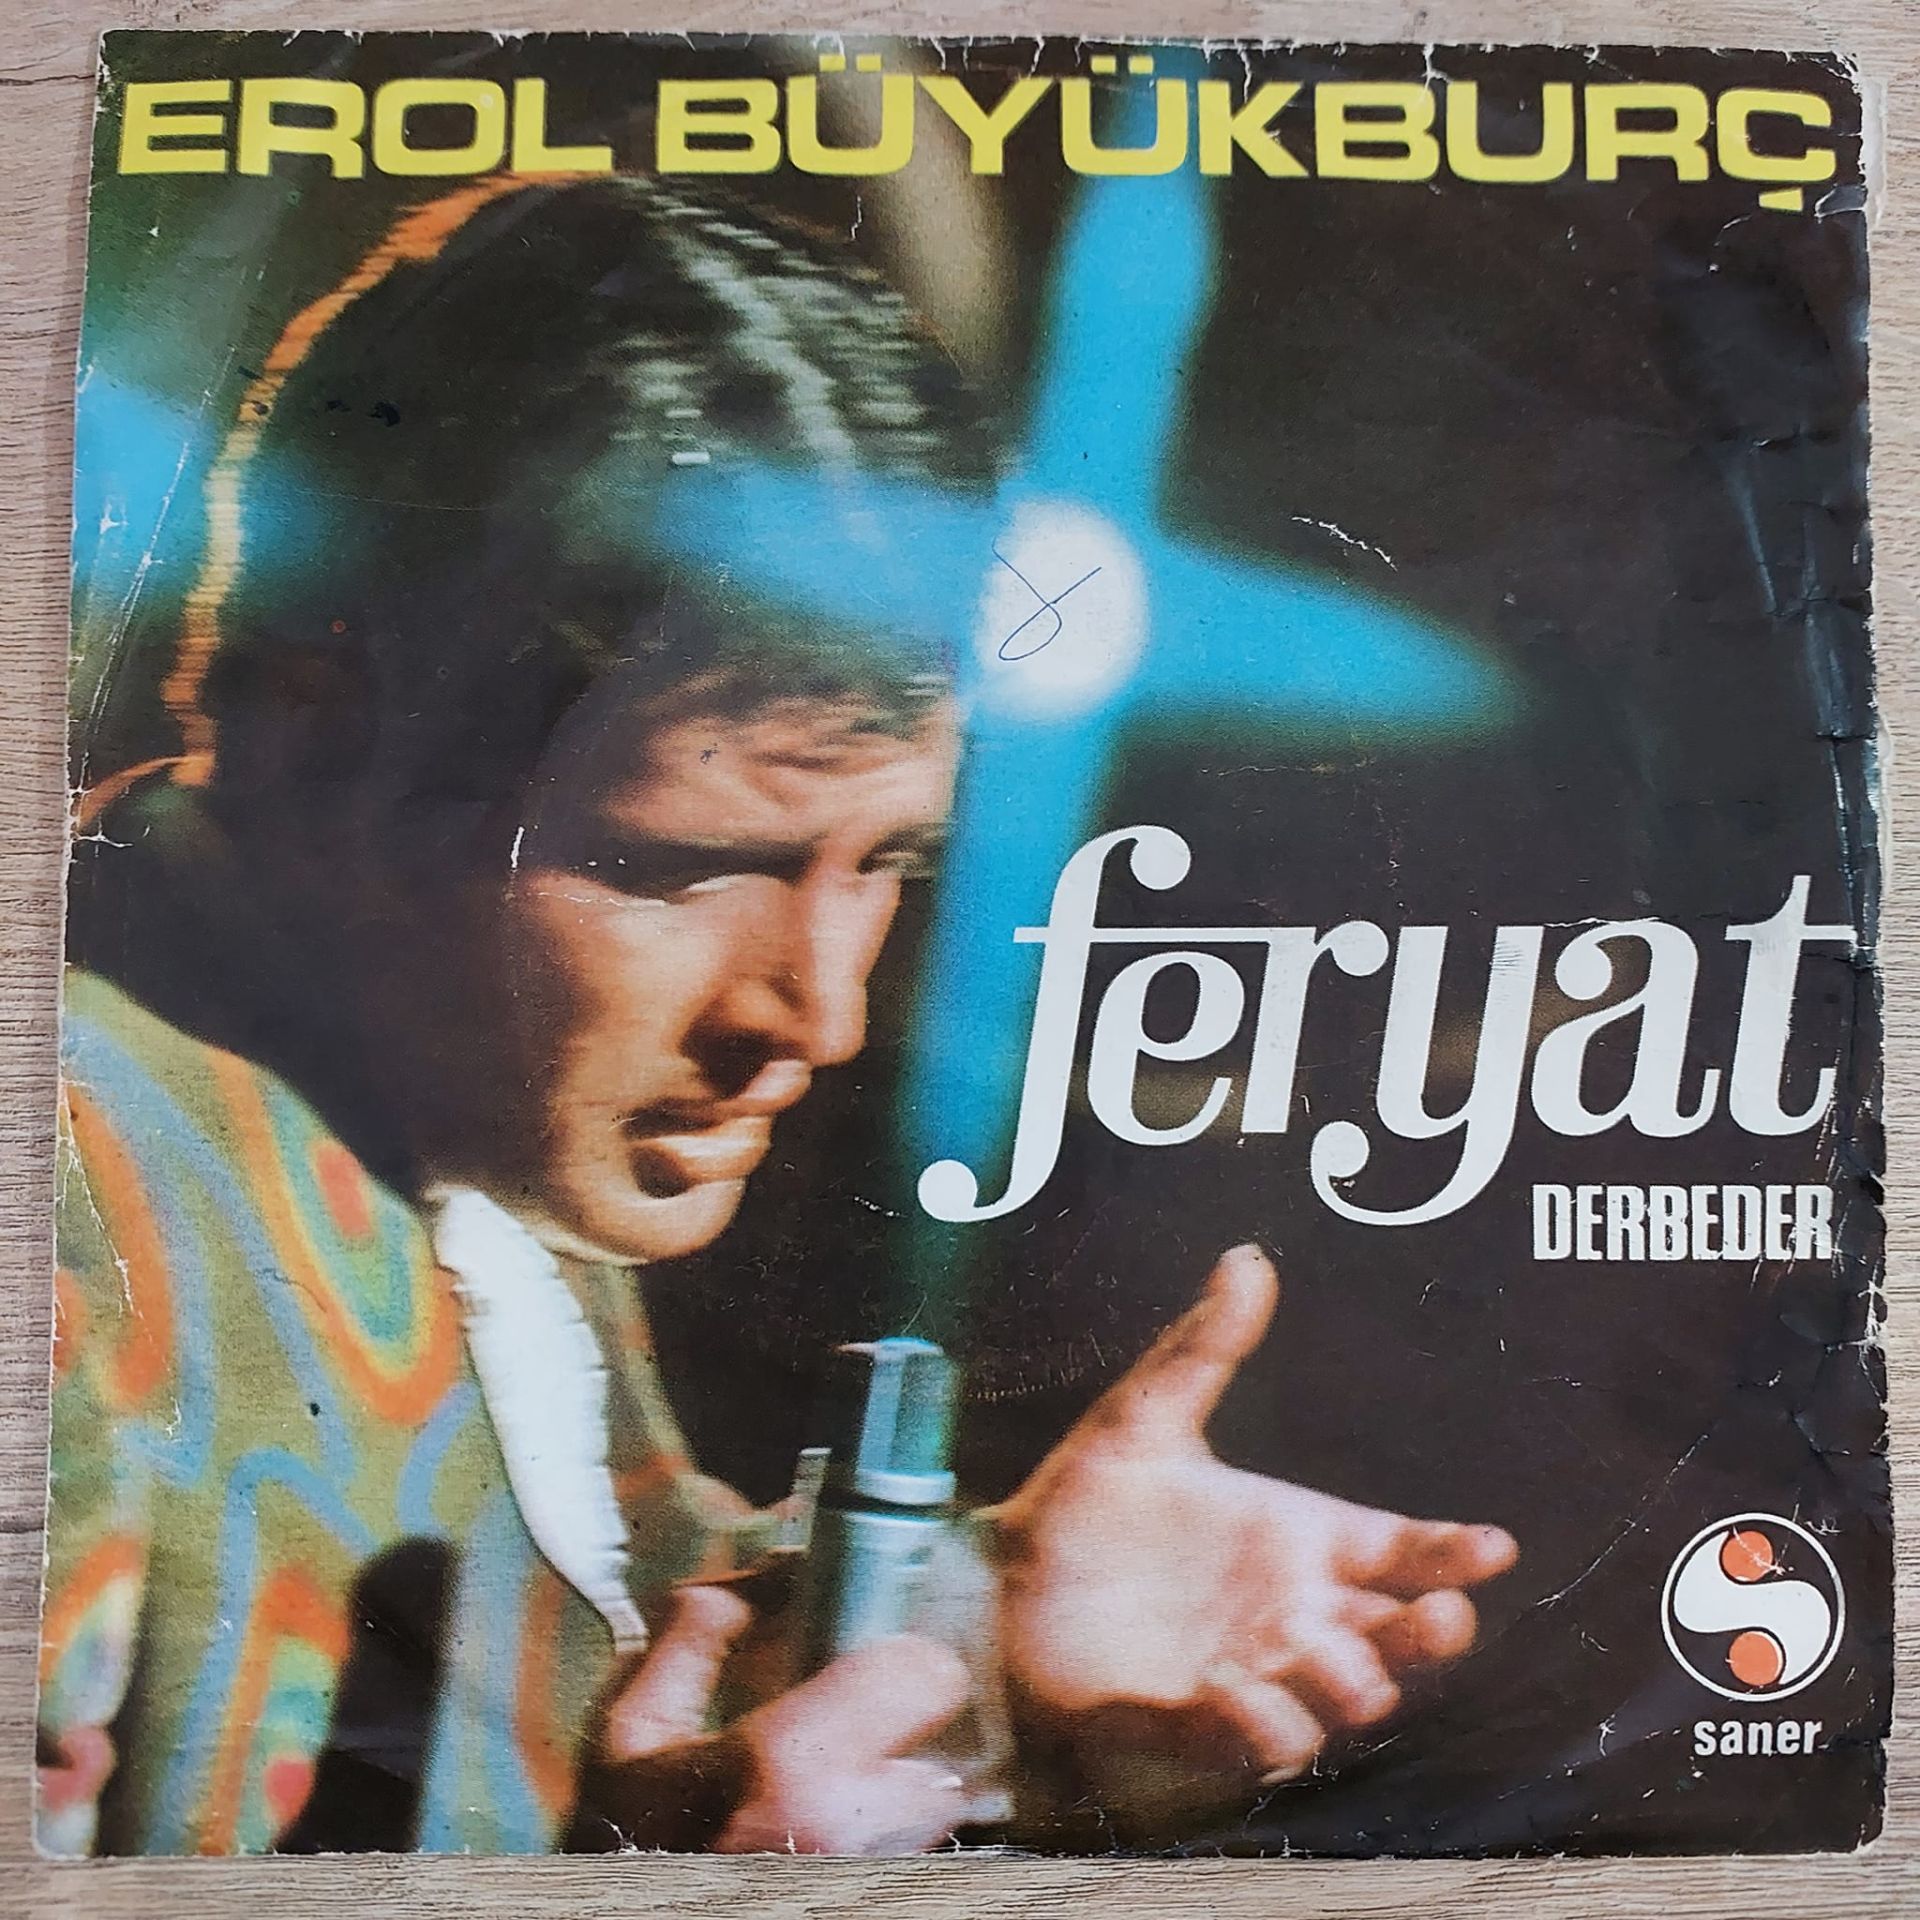 EROL BÜYÜKBURÇ
feryat
DERBEDER
saner